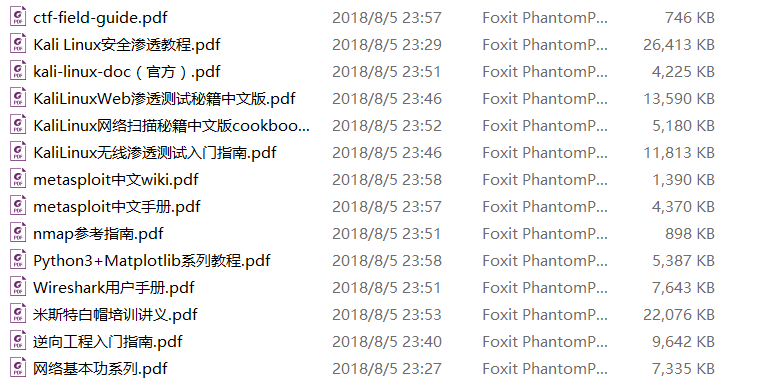 ctf-field-guide.pdf 2018/8/5 23:57 Foxit PhantomP... 746 KB
Kali Linux安全渗透教程.pdf 2018/8/5 23:29 Foxit PhantomP... 26,413 KB
kali-linux-doc（官方）.pdf 2018/8/5 23:51 Foxit PhantomP... 4,225 KB
KaliLinuxWeb渗透测试秘籍中文版.pdf 2018/8/5 23:46 Foxit PhantomP... 13,590 KB
KaliLinux网络扫描秘籍中文版cookboo... 2018/8/5 23:52 Foxit PhantomP... 5,180 KB
KaliLinux无线渗透测试入门指南.pdf 2018/8/5 23:46 Foxit PhantomP... 11,813 KB
metasploit中文wiki.pdf 2018/8/5 23:58 Foxit PhantomP... 1,390 KB
metasploit中文手册.pdf 2018/8/5 23:57 Foxit PhantomP... 4,370 KB
nmap参考指南.pdf 2018/8/5 23:51 Foxit PhantomP... 898 KB
Python3+Matplotlib系列教程.pdf 2018/8/5 23:58 Foxit PhantomP... 5,387 KB
Wireshark用户手册.pdf 2018/8/5 23:51 Foxit PhantomP... 7,643 KB
米斯特白帽培训讲义.pdf 2018/8/5 23:53 Foxit PhantomP... 22,076 KB
逆向工程入门指南.pdf 2018/8/5 23:40 Foxit PhantomP... 9,642 KB
网络基本功系列.pdf 2018/8/5 23:27 Foxit PhantomP... 7,335 KB